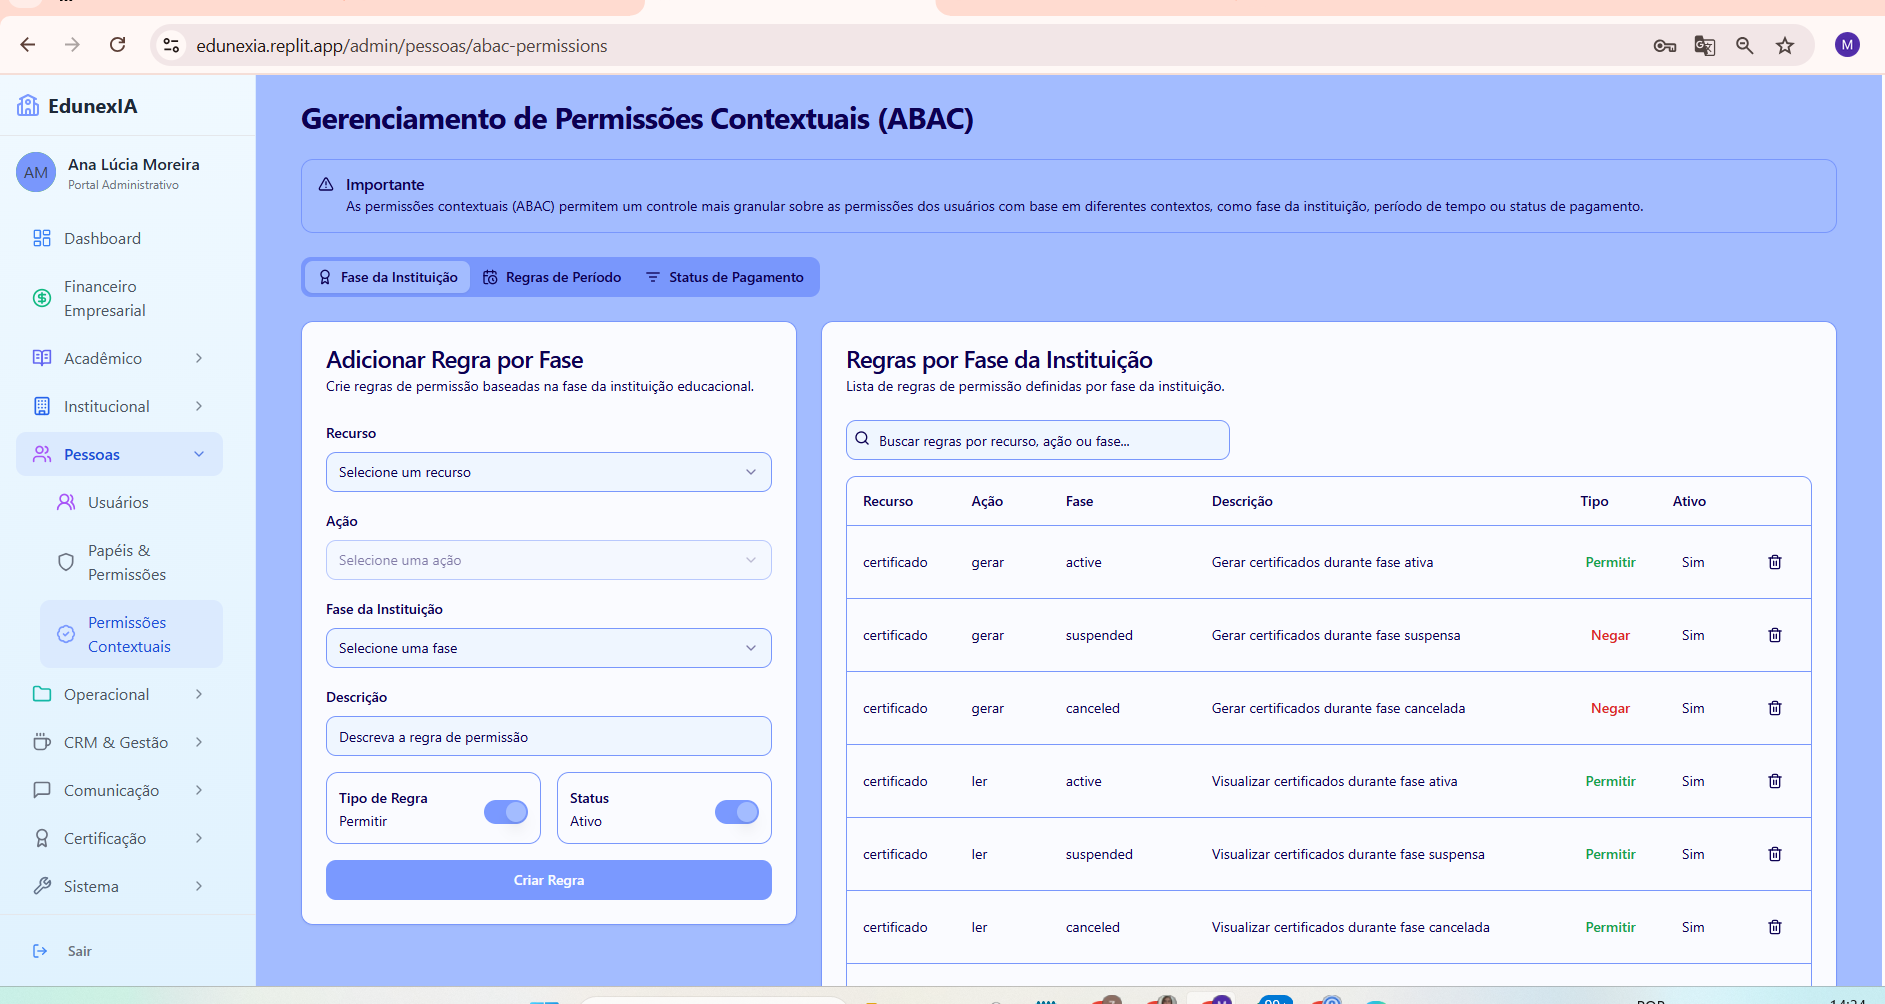 edunexia.replit.app/admin/pessoas/abac-permissions
M
EdunexIA
AM
Ana Lúcia Moreira
Portal Administrativo
Dashboard
Financeiro
Empresarial
Acadêmico
Institucional
Pessoas
Usuários
Papéis &
Permissões
Permissões
Contextuais
Operacional
CRM & Gestão
Comunicação
Certificação
Sistema
Sair
Gerenciamento de Permissões Contextuais (ABAC)
Importante
As permissões contextuais (ABAC) permitem um controle mais granular sobre as permissões dos usuários com base em diferentes contextos, como fase da instituição, período de tempo ou status de pagamento.
Fase da Instituição Regras de Período Status de Pagamento
Adicionar Regra por Fase
Crie regras de permissão baseadas na fase da instituição educacional.
Recurso
Selecione um recurso
Ação
Selecione uma ação
Fase da Instituição
Selecione uma fase
Descrição
Descreva a regra de permissão
Tipo de Regra
Permitir
Status
Ativo
Criar Regra
Regras por Fase da Instituição
Lista de regras de permissão definidas por fase da instituição.
Buscar regras por recurso, ação ou fase...
Recurso Ação Fase Descrição Tipo Ativo
certificado gerar active Gerar certificados durante fase ativa Permitir Sim
certificado gerar suspended Gerar certificados durante fase suspensa Negar Sim
certificado gerar canceled Gerar certificados durante fase cancelada Negar Sim
certificado ler active Visualizar certificados durante fase ativa Permitir Sim
certificado ler suspended Visualizar certificados durante fase suspensa Permitir Sim
certificado ler canceled Visualizar certificados durante fase cancelada Permitir Sim